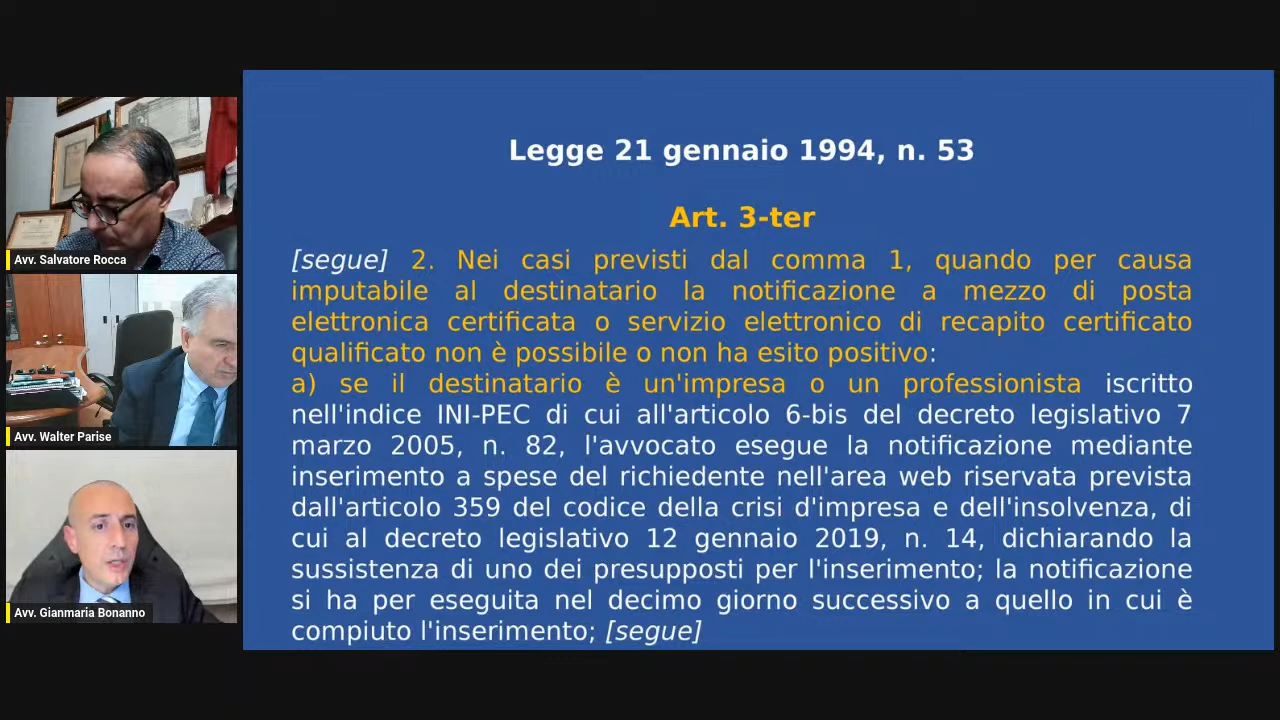 Avv. Salvatore Rocca
Avv. Walter Parise
Avv. Gianmaria Bonanno
Legge 21 gennaio 1994, n. 53
Art. 3-ter
[segue] 2. Nei casi previsti dal comma 1, quando per causa
imputabile al destinatario la notificazione a mezzo di posta
elettronica certificata o servizio elettronico di recapito certificato
qualificato non è possibile o non ha esito positivo:
a) se il destinatario è un'impresa o un professionista iscritto
nell'indice INI-PEC di cui all'articolo 6-bis del decreto legislativo 7
marzo 2005, n. 82, l'avvocato esegue la notificazione mediante
inserimento a spese del richiedente nell'area web riservata prevista
dall'articolo 359 del codice della crisi d'impresa e dell'insolvenza, di
cui al decreto legislativo 12 gennaio 2019, n. 14, dichiarando la
sussistenza di uno dei presupposti per l'inserimento; la notificazione
si ha per eseguita nel decimo giorno successivo a quello in cui è
compiuto l'inserimento; [segue]